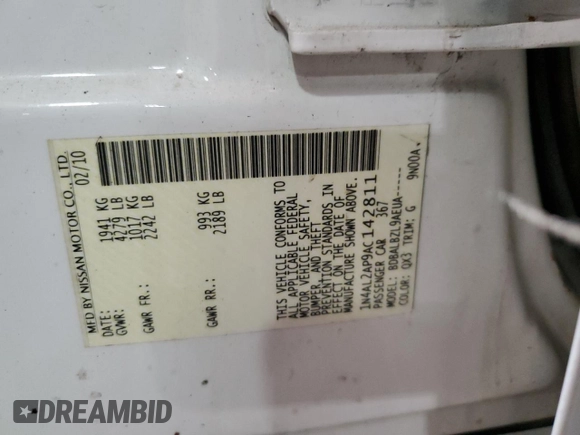 MFD BY NISSAN MOTOR CO., LTD.
02/10
GVWR: 1941 KG
4279 LB
GAWR FR.: 1017 KG
2242 LB
GAWR RR.: 993 KG
2189 LB
THIS VEHICLE CONFORMS TO
ALL APPLICABLE FEDERAL
MOTOR VEHICLE SAFETY,
BUMPER, AND THEFT
PREVENTION STANDARDS IN
EFFECT ON THE DATE OF
MANUFACTURE SHOWN ABOVE.
1N4AL2AP9AC142811
PASSENGER CAR 367
MODEL: BDBALBZL9AEUA------
COLOR: QX3 TRIM: G 9N00A
DREAMBID